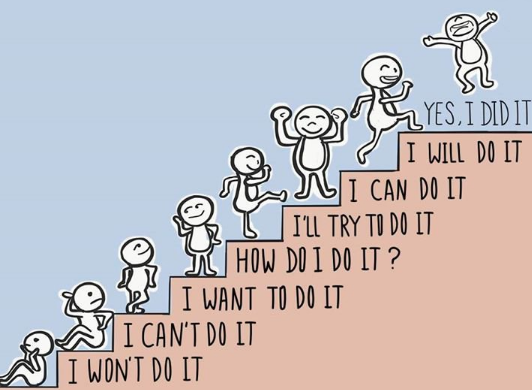 YES, I DID IT
I WILL DO IT
I CAN DO IT
I'LL TRY TO DO IT
HOW DO I DO IT?
I WANT TO DO IT
I CAN'T DO IT
I WON'T DO IT